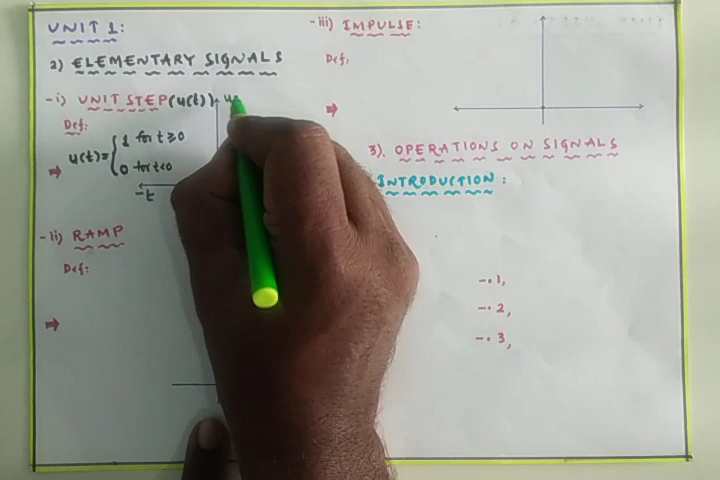 UNIT 1:
2) ELEMENTARY SIGNALS
-i) UNIT STEP (u(t))
Def:
u(t) = { 1 for t ≥ 0
0 for t < 0
-t
-ii) RAMP
Def:
-iii) IMPULSE:
Def:
3). OPERATIONS ON SIGNALS
INTRODUCTION:
-. 1,
-. 2,
-. 3,